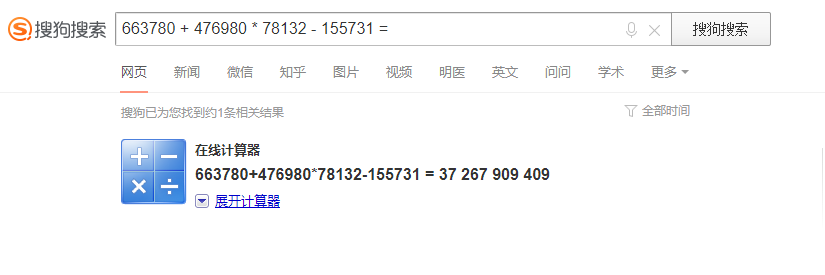 搜狗搜索 663780 + 476980 * 78132 - 155731 = 搜狗搜索
网页 新闻 微信 知乎 图片 视频 明医 英文 问问 学术 更多
搜狗已为您找到约1条相关结果 全部时间
在线计算器
663780+476980*78132-155731 = 37 267 909 409
展开计算器